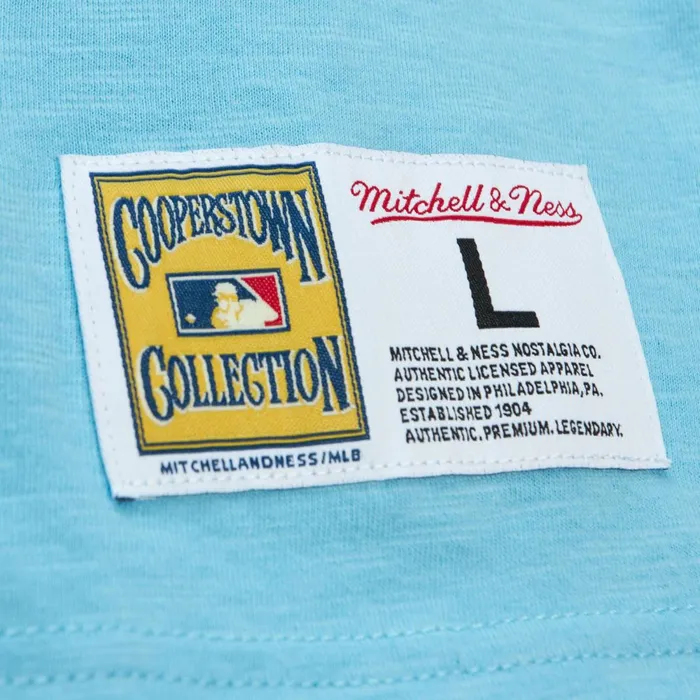 COOPERSTOWN
COLLECTION
MITCHELLANDNESS/MLB
Mitchell & Ness
L
MITCHELL & NESS NOSTALGIA CO.
AUTHENTIC LICENSED APPAREL
DESIGNED IN PHILADELPHIA, PA.
ESTABLISHED 1904
AUTHENTIC. PREMIUM. LEGENDARY.